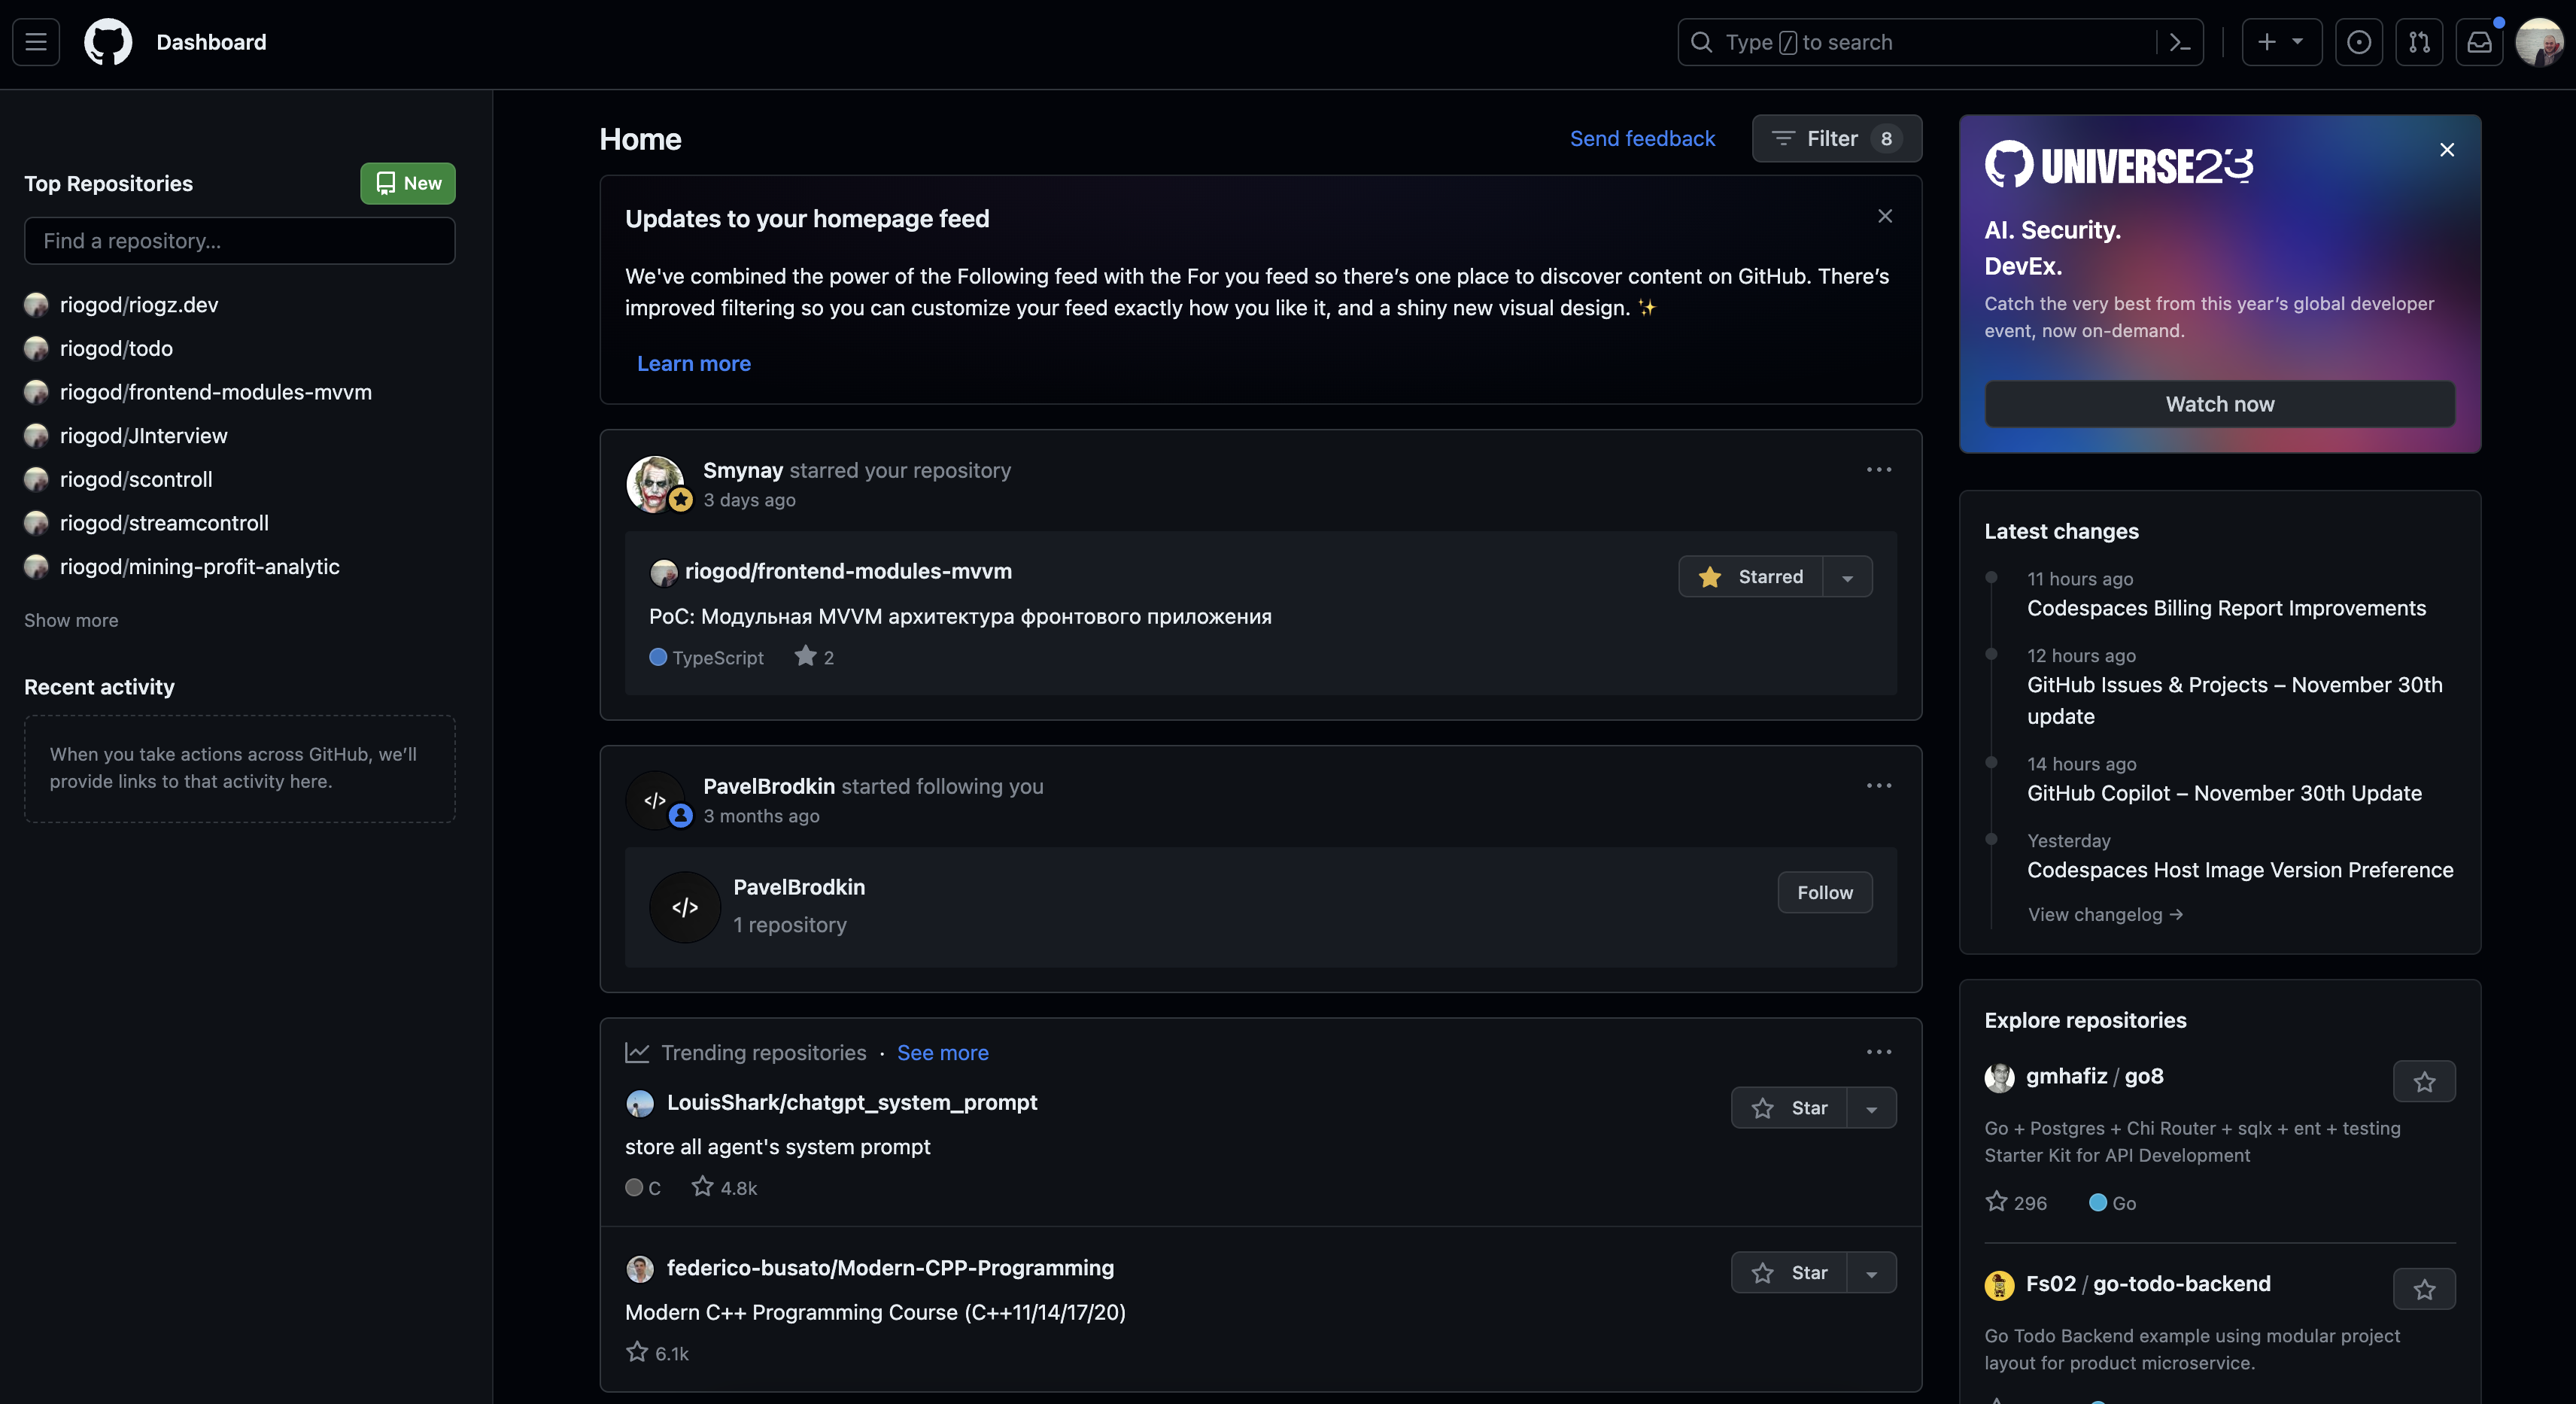 Dashboard
Type / to search
Top Repositories
New
Find a repository...
riogod/riogz.dev
riogod/todo
riogod/frontend-modules-mvvm
riogod/JInterview
riogod/scontroll
riogod/streamcontroll
riogod/mining-profit-analytic
Show more
Recent activity
When you take actions across GitHub, we’ll
provide links to that activity here.
Home
Send feedback
Filter 8
Updates to your homepage feed
We've combined the power of the Following feed with the For you feed so there’s one place to discover content on GitHub. There’s
improved filtering so you can customize your feed exactly how you like it, and a shiny new visual design. ✨
Learn more
Smynay starred your repository
3 days ago
riogod/frontend-modules-mvvm
Starred
PoC: Модульная MVVM архитектура фронтового приложения
TypeScript 2
PavelBrodkin started following you
3 months ago
PavelBrodkin
1 repository
Follow
Trending repositories · See more
LouisShark/chatgpt_system_prompt
Star
store all agent's system prompt
C 4.8k
federico-busato/Modern-CPP-Programming
Star
Modern C++ Programming Course (C++11/14/17/20)
6.1k
UNIVERSE23
AI. Security.
DevEx.
Catch the very best from this year’s global developer
event, now on-demand.
Watch now
Latest changes
11 hours ago
Codespaces Billing Report Improvements
12 hours ago
GitHub Issues & Projects – November 30th
update
14 hours ago
GitHub Copilot – November 30th Update
Yesterday
Codespaces Host Image Version Preference
View changelog →
Explore repositories
gmhafiz / go8
Go + Postgres + Chi Router + sqlx + ent + testing
Starter Kit for API Development
296 Go
Fs02 / go-todo-backend
Go Todo Backend example using modular project
layout for product microservice.